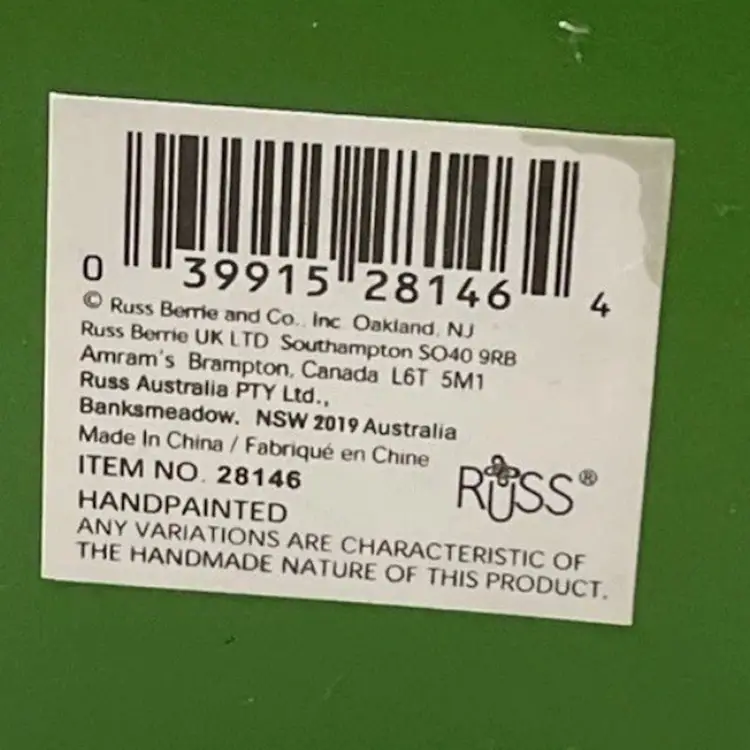 0 39915 28146 4
© Russ Berrie and Co., Inc. Oakland, NJ
Russ Berrie UK LTD Southampton SO40 9RB
Amram's Brampton, Canada L6T 5M1
Russ Australia PTY Ltd.,
Banksmeadow, NSW 2019 Australia
Made In China / Fabriqué en Chine
ITEM NO. 28146
RUSS®
HANDPAINTED
ANY VARIATIONS ARE CHARACTERISTIC OF
THE HANDMADE NATURE OF THIS PRODUCT.